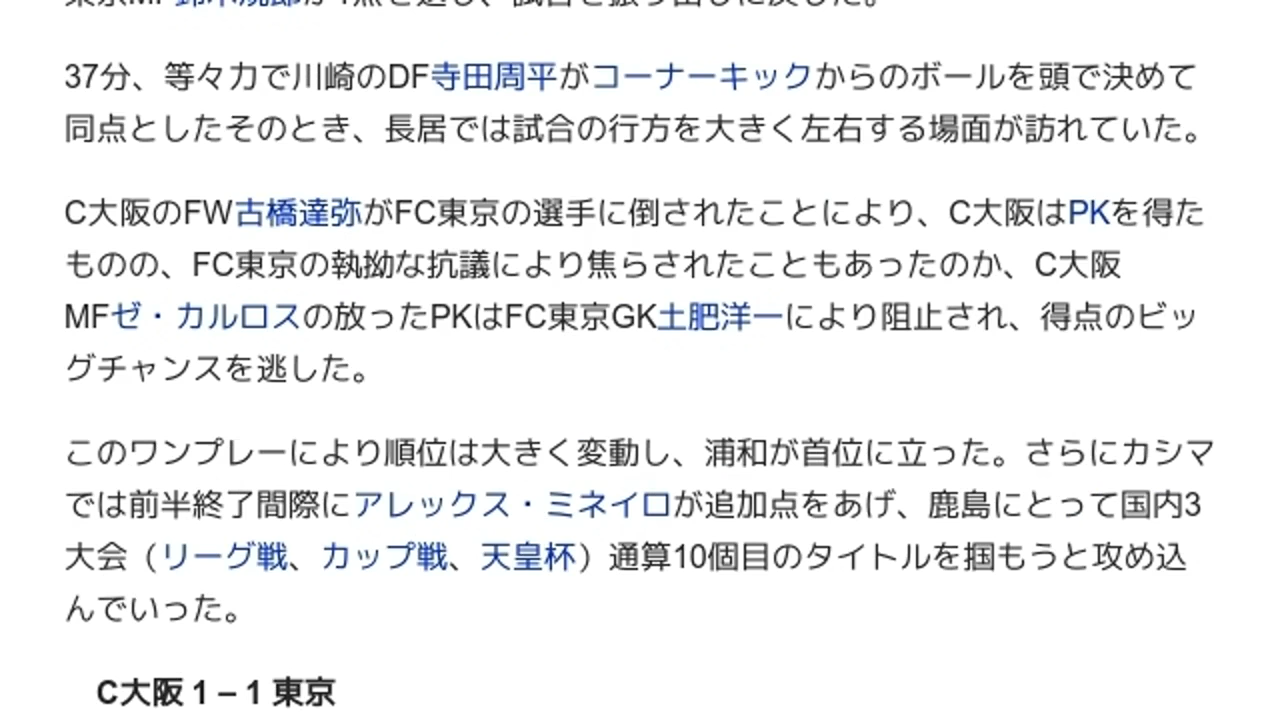 37分、等々力で川崎のDF寺田周平がコーナーキックからのボールを頭で決めて
同点としたそのとき、長居では試合の行方を大きく左右する場面が訪れていた。
C大阪のFW古橋達弥がFC東京の選手に倒されたことにより、C大阪はPKを得た
ものの、FC東京の執拗な抗議により焦らされたこともあったのか、C大阪
MFゼ・カルロスの放ったPKはFC東京GK土肥洋一により阻止され、得点のビッ
グチャンスを逃した。
このワンプレーにより順位は大きく変動し、浦和が首位に立った。さらにカシマ
では前半終了間際にアレックス・ミネイロが追加点をあげ、鹿島にとって国内3
大会（リーグ戦、カップ戦、天皇杯）通算10個目のタイトルを掴もうと攻め込
んでいった。
C大阪 1 – 1 東京